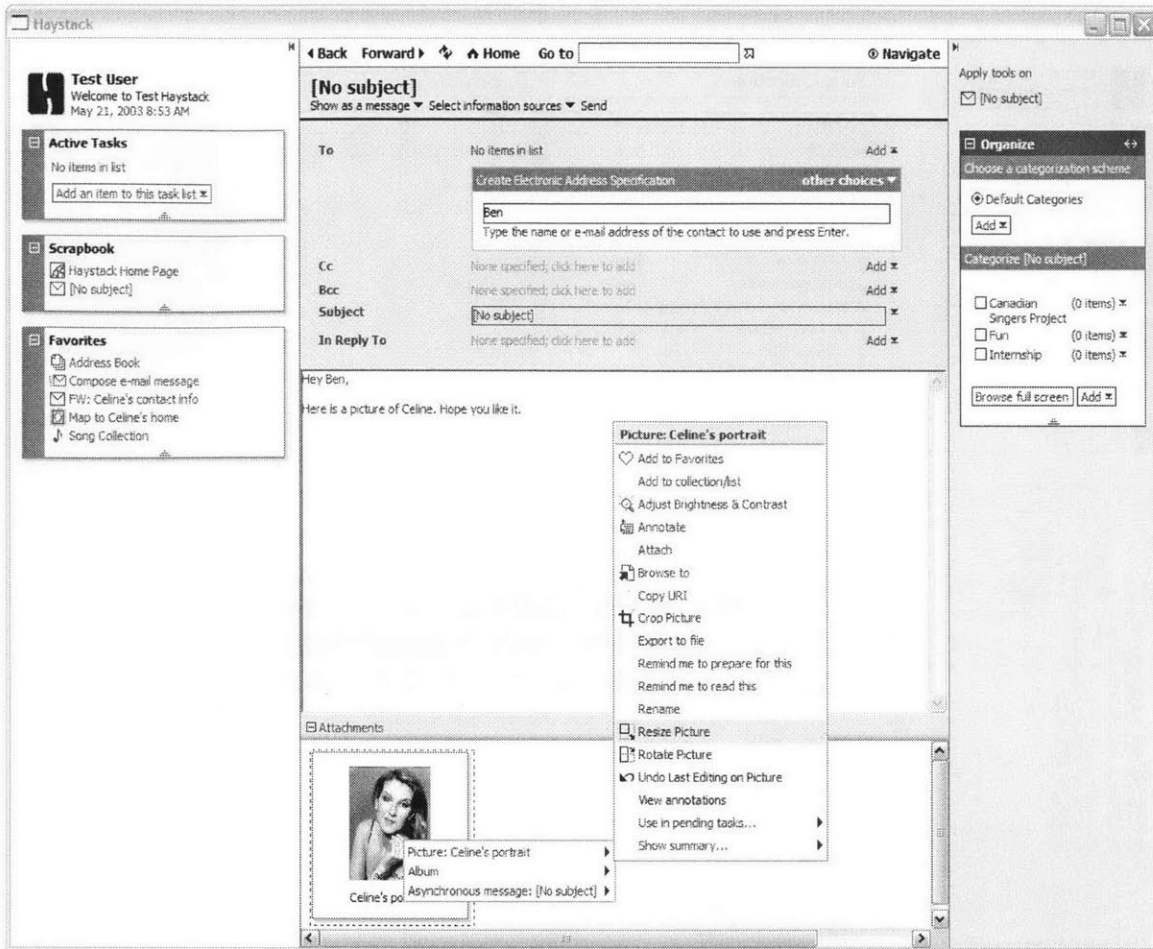 Haystack
Test User
Welcome to Test Haystack
May 21, 2003 8:53 AM
Active Tasks
No items in list
Add an item to this task list
Scrapbook
Haystack Home Page
[No subject]
Favorites
Address Book
Compose e-mail message
FW: Celine's contact info
Map to Celine's home
Song Collection
Back Forward Home Go to Navigate
[No subject]
Show as a message Select information sources Send
To No items in list Add
Create Electronic Address Specification other choices
Ben
Type the name or e-mail address of the contact to use and press Enter.
Cc None specified; click here to add Add
Bcc None specified; click here to add Add
Subject [No subject]
In Reply To None specified; click here to add Add
Hey Ben,
Here is a picture of Celine. Hope you like it.
Picture: Celine's portrait
Add to Favorites
Add to collection/list
Adjust Brightness & Contrast
Annotate
Attach
Browse to
Copy URI
Crop Picture
Export to file
Remind me to prepare for this
Remind me to read this
Rename
Resize Picture
Rotate Picture
Undo Last Editing on Picture
View annotations
Use in pending tasks...
Show summary...
Attachments
Picture: Celine's portrait
Album
Asynchronous message: [No subject]
Celine's po
Apply tools on
[No subject]
Organize
Choose a categorization scheme
Default Categories
Add
Categorize [No subject]
Canadian (0 items)
Singers Project
Fun (0 items)
Internship (0 items)
Browse full screen Add